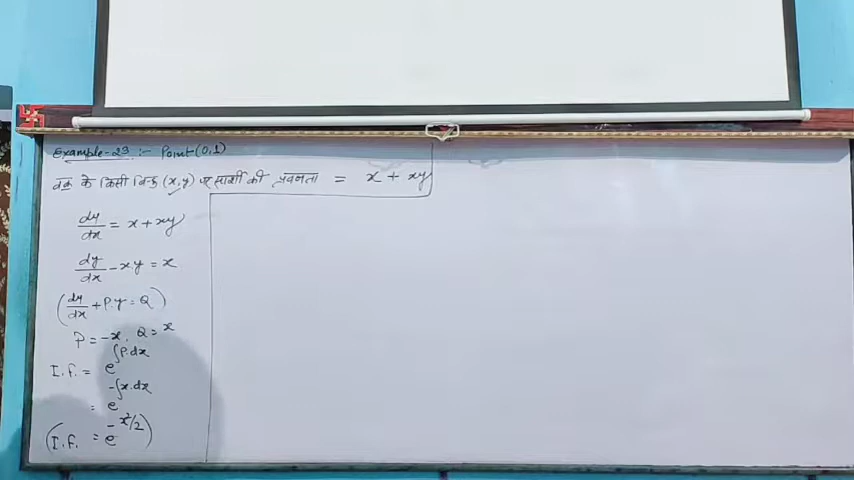 Example-23 :- Point (0,1)
वक्र के किसी बिन्दु (x,y) पर स्पर्शी की प्रवणता = x + xy
dy/dx = x + xy
dy/dx - x.y = x
(dy/dx + P.y = Q)
P = -x, Q = x
I.F. = e^∫P.dx
= e^-∫x.dx
(I.F. = e^-x²/2)